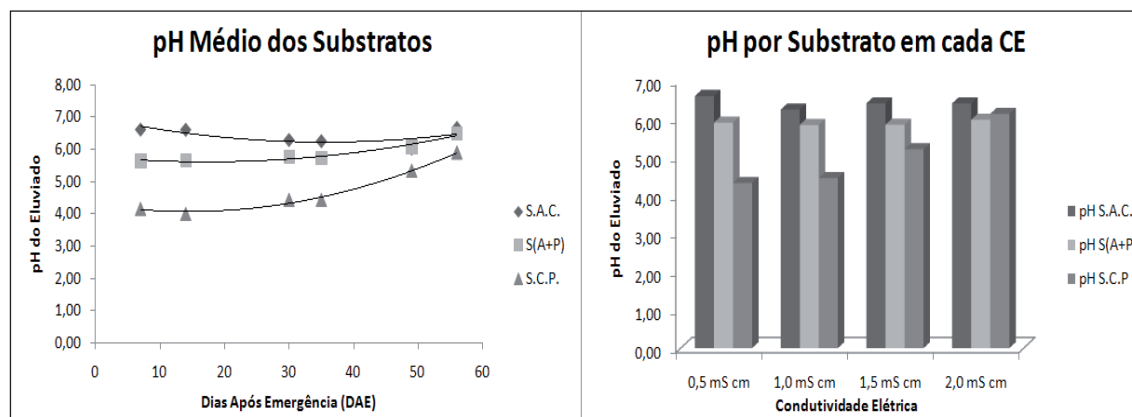 pH Médio dos Substratos
8,00
7,00
6,00
5,00
4,00
3,00
2,00
1,00
0,00
pH do Eluviado
0 10 20 30 40 50 60
Dias Após Emergência (DAE)
S.A.C.
S(A+P)
S.C.P.
pH por Substrato em cada CE
7,00
6,00
5,00
4,00
3,00
2,00
1,00
0,00
pH do Eluviado
0,5 mS cm 1,0 mS cm 1,5 mS cm 2,0 mS cm
Condutividade Elétrica
pH S.A.C.
pH S(A+P
pH S.C.P